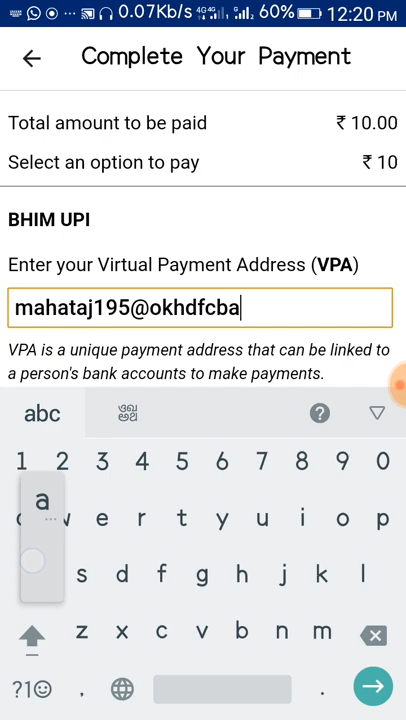 0.07Kb/s 4G 4G G 60% 12:20 PM
Complete Your Payment
Total amount to be paid ₹ 10.00
Select an option to pay ₹ 10
BHIM UPI
Enter your Virtual Payment Address (VPA)
mahataj195@okhdfcba
VPA is a unique payment address that can be linked to
a person's bank accounts to make payments.
abc ?
1 2 3 4 5 6 7 8 9 0
a
e r t y u i o p
s d f g h j k l
z x c v b n m
?1☺ , .